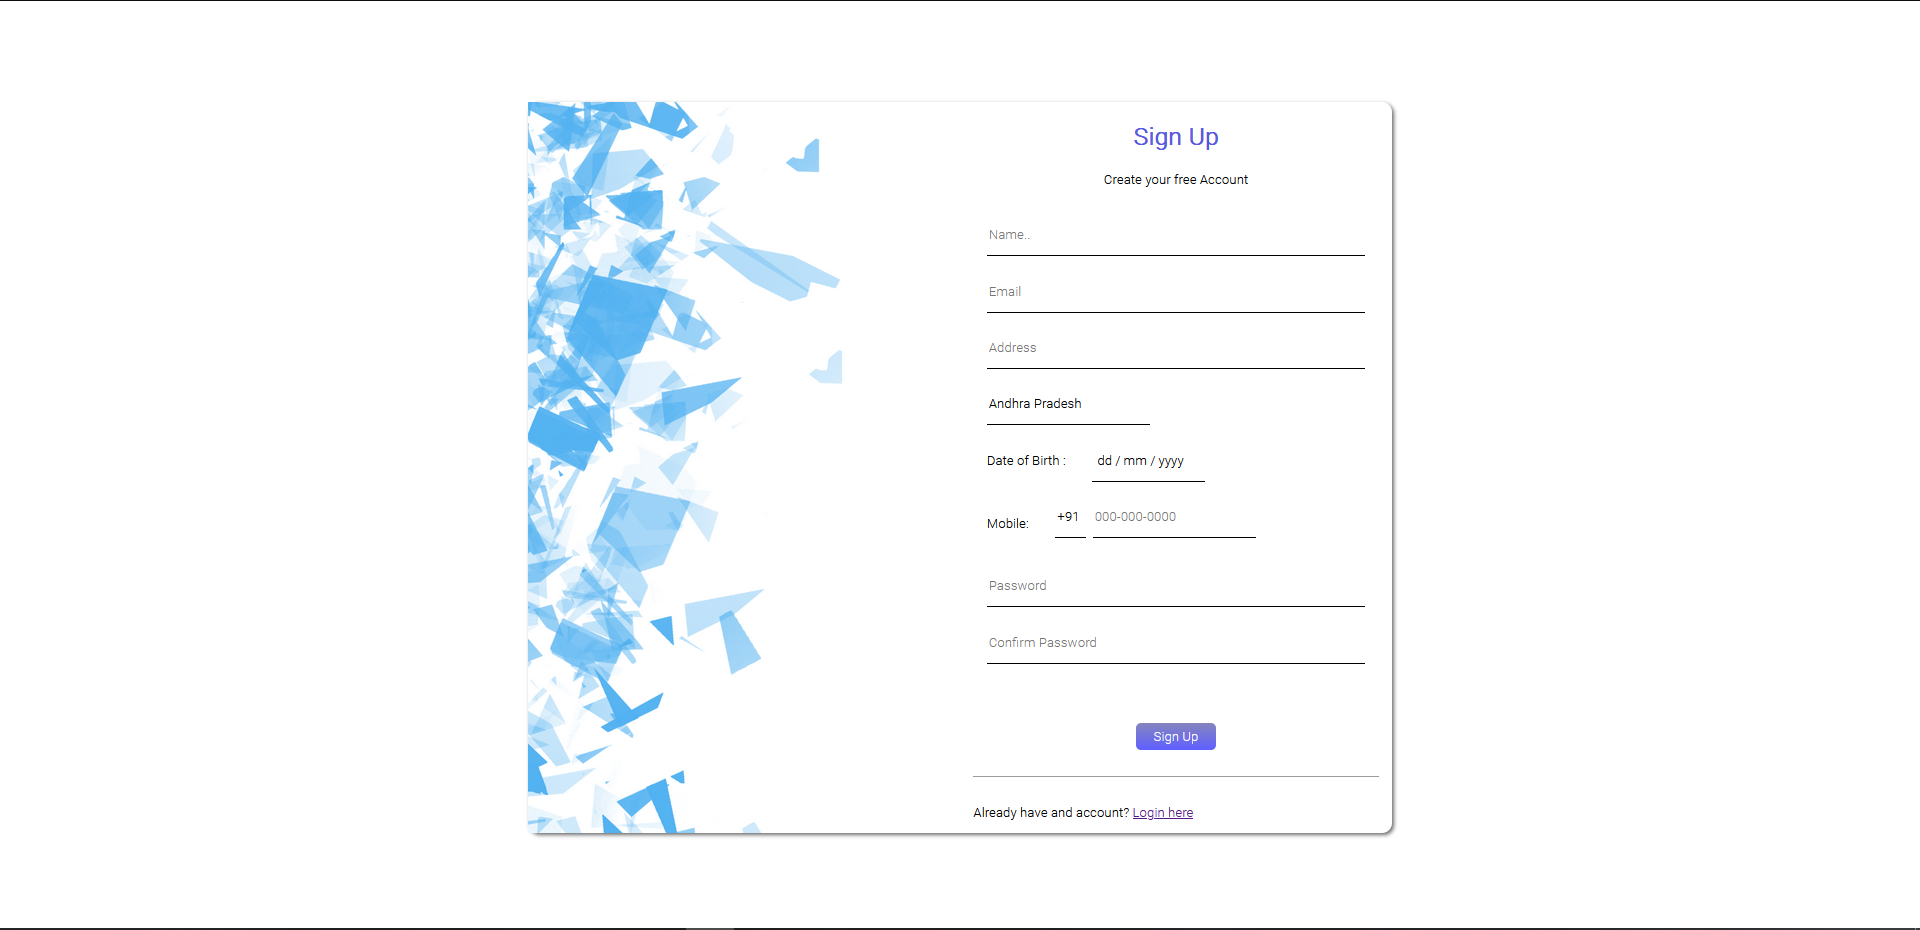 Sign Up
Create your free Account
Name..
Email
Address
Andhra Pradesh
Date of Birth : dd / mm / yyyy
Mobile: +91 000-000-0000
Password
Confirm Password
Sign Up
Already have and account? Login here